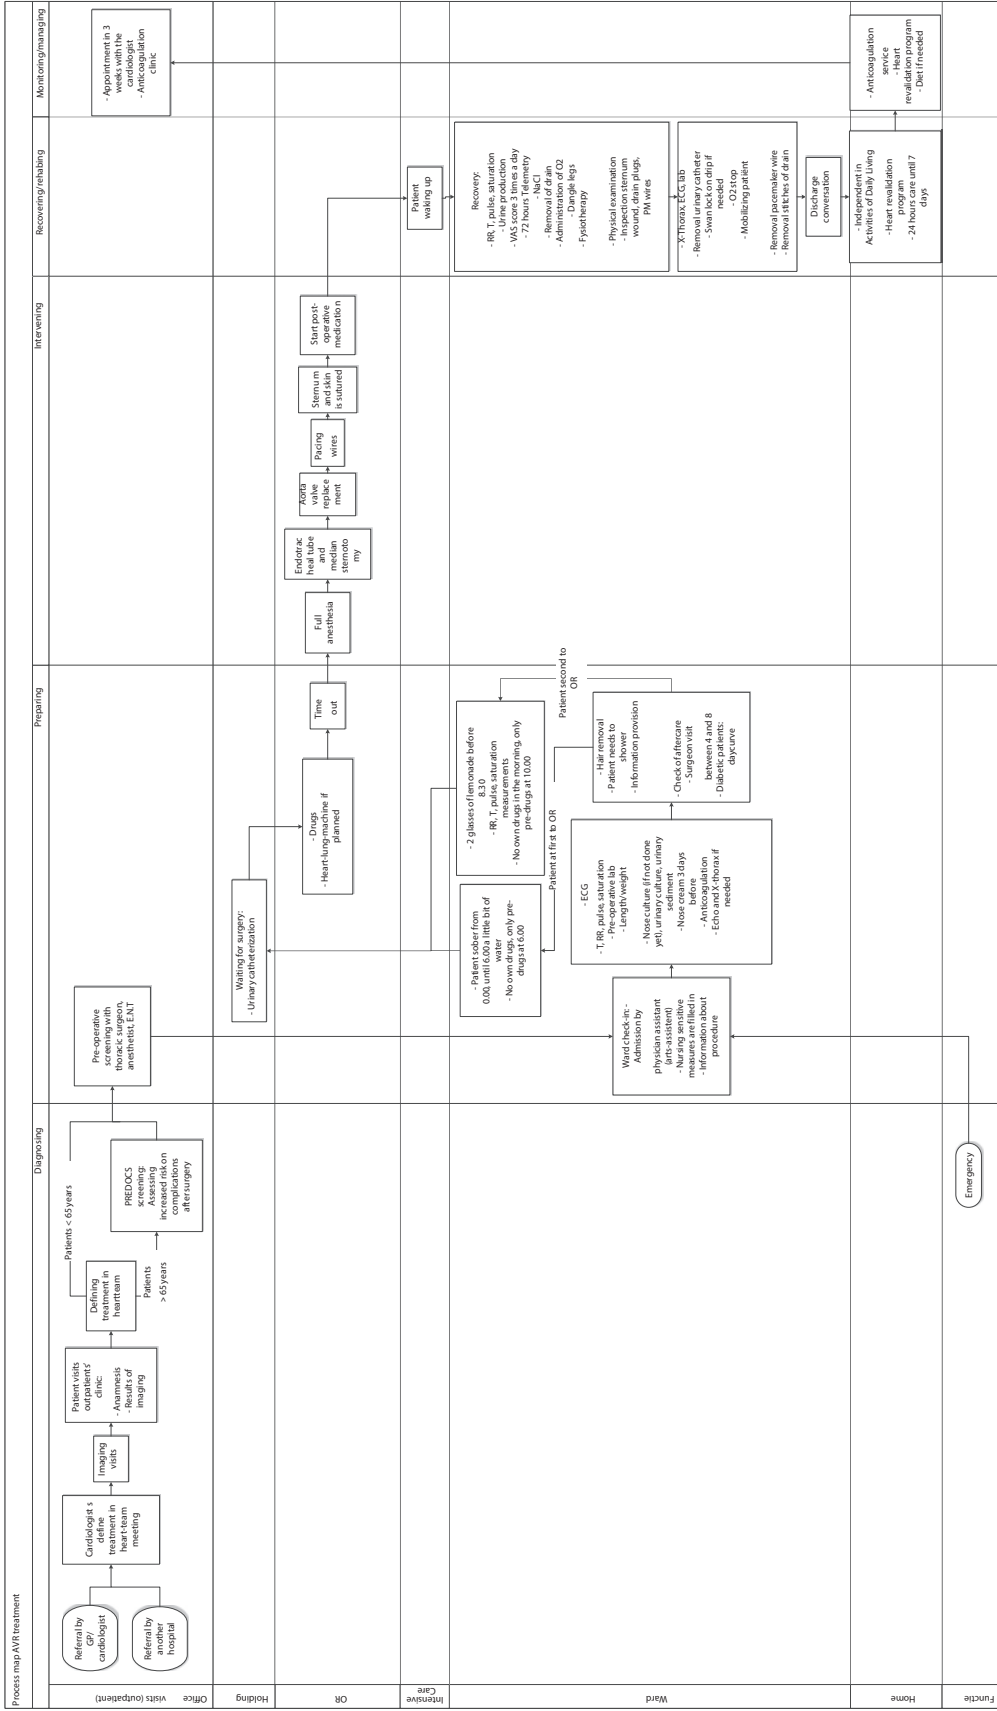 Process map AVR treatment
Diagnosing
Preparing
Intervening
Recovering/rehabing
Monitoring/managing
Office visits (outpatient)
Referral by
GP/
cardiologist
Referral by
another
hospital
Cardiologist s
define
treatment in
heart-team
meeting
Imaging
visits
Patient visits
outpatients'
clinic:
- Anamnesis
- Results of
imaging
Defining
treatment in
heartteam
Patients < 65 years
Patients
> 65 years
PREDOCS
screening:
Assessing
increased risk on
complications
after surgery
Pre-operative
screening with
thoracic surgeon,
anesthetist, E.N.T
- Appointment in 3
weeks with the
cardiologist
- Anticoagulation
clinic
Holding
Waiting for surgery:
- Urinary catheterization
OR
- Drugs
- Heart-lung-machine if
planned
Time
out
Full
anesthesia
Endotrac
heal tube
and
median
sternoto
my
Aorta
valve
replace
ment
Pacing
wires
Sternu m
and skin
is sutured
Start post-
operative
medication
Intensive
Care
Patient
waking up
Ward
- Patient sober from
0.00, until 6.00 a little bit of
water
- No own drugs, only pre-
drugs at 6.00
- 2 glasses of lemonade before
8.30
- RR, T, pulse, saturation
measurements
- No own drugs in the morning, only
pre-drugs at 10.00
Patient at first to OR
Patient second to
OR
Ward check-in: -
Admission by
physician assistant
(arts-assistent)
- Nursing sensitive
measures are filled in
- Information about
procedure
- ECG
- T, RR, pulse, saturation
- Pre-operative lab
- Length/weight
- Nose culture (if not done
yet), urinary culture, urinary
sediment
- Nose cream 3 days
before
- Anticoagulation
- Echo and X-thorax if
needed
- Hair removal
- Patient needs to
shower
- Information provision
- Check of aftercare
- Surgeon visit
between 4 and 8
- Diabetic patients:
daycurve
Recovery:
- RR, T, pulse, saturation
- Urine production
- VAS score 3 times a day
- 72 hours Telemetry
- NaCl
- Removal of drain
- Administration of O2
- Dangle legs
- Fysiotherapy
- Physical examination
- Inspection sternum
wound, drain plugs,
PM wires
- X-Thorax, ECG, lab
- Removal urinary catheter
- Swan lock on drip if
needed
- O2 stop
- Mobilizing patient
- Removal pacemaker wire
- Removal stitches of drain
Discharge
conversation
Home
- Independent in
Activities of Daily Living
- Heart revalidation
program
- 24 hours care until 7
days
- Anticoagulation
service
- Heart
revalidation program
- Diet if needed
Functie
Emergency